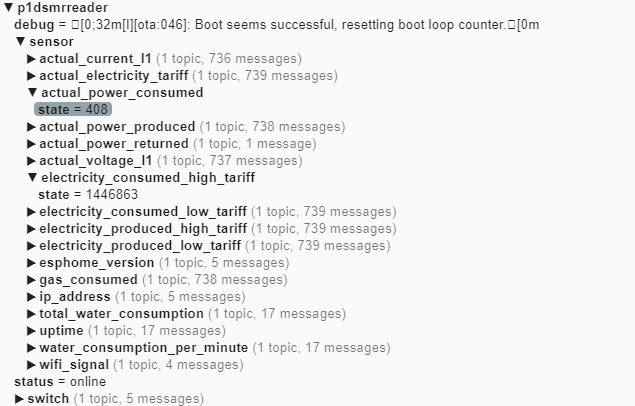 ▼ p1dsmrreader
debug = ▯[0;32m[I][ota:046]: Boot seems successful, resetting boot loop counter.▯[0m
▼ sensor
▶ actual_current_l1 (1 topic, 736 messages)
▶ actual_electricity_tariff (1 topic, 739 messages)
▼ actual_power_consumed
state = 408
▶ actual_power_produced (1 topic, 738 messages)
▶ actual_power_returned (1 topic, 1 message)
▶ actual_voltage_l1 (1 topic, 737 messages)
▼ electricity_consumed_high_tariff
state = 1446863
▶ electricity_consumed_low_tariff (1 topic, 739 messages)
▶ electricity_produced_high_tariff (1 topic, 739 messages)
▶ electricity_produced_low_tariff (1 topic, 739 messages)
▶ esphome_version (1 topic, 5 messages)
▶ gas_consumed (1 topic, 738 messages)
▶ ip_address (1 topic, 5 messages)
▶ total_water_consumption (1 topic, 17 messages)
▶ uptime (1 topic, 17 messages)
▶ water_consumption_per_minute (1 topic, 17 messages)
▶ wifi_signal (1 topic, 4 messages)
status = online
▶ switch (1 topic, 5 messages)